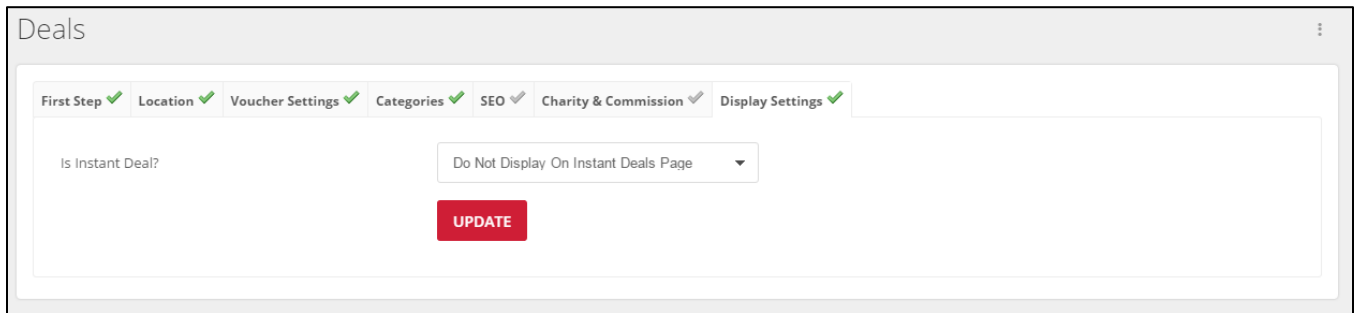 Deals
First Step Location Voucher Settings Categories SEO Charity & Commission Display Settings
Is Instant Deal? Do Not Display On Instant Deals Page
UPDATE